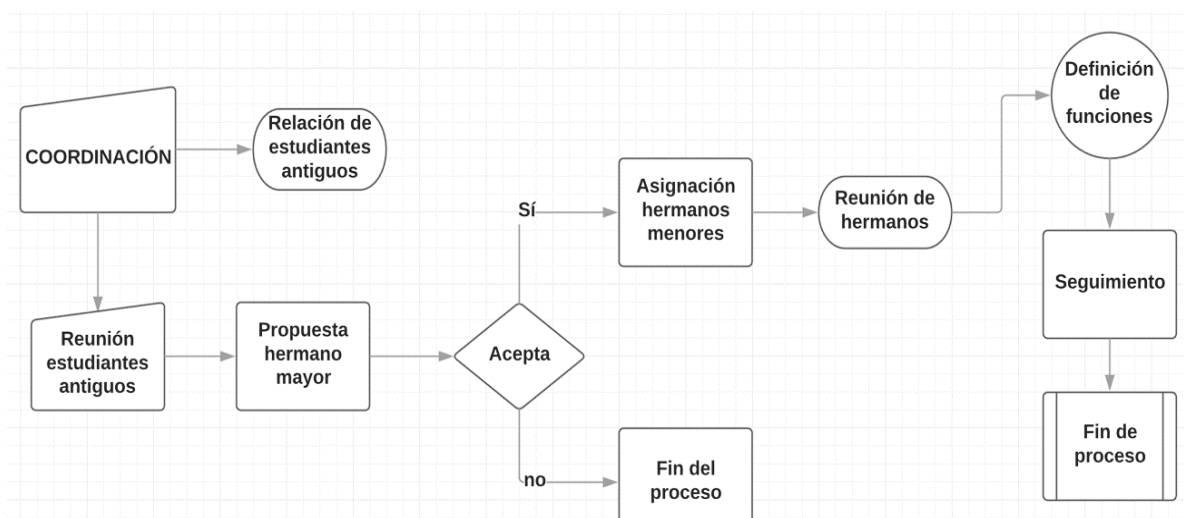 COORDINACIÓN
Relación de
estudiantes
antiguos
Reunión
estudiantes
antiguos
Propuesta
hermano
mayor
Acepta
Sí
Asignación
hermanos
menores
Reunión de
hermanos
Definición
de
funciones
Seguimiento
Fin de
proceso
no
Fin del
proceso